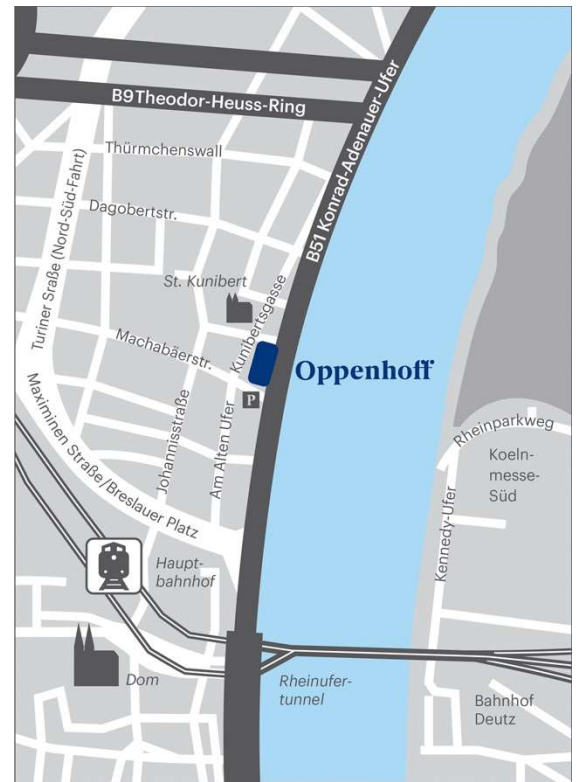 B9 Theodor-Heuss-Ring
B51 Konrad-Adenauer-Ufer
Thürmchenswall
Turiner Sraße (Nord-Süd-Fahrt)
Dagobertstr.
St. Kunibert
Kunibertsgasse
Machabäerstr.
Oppenhoff
P
Maximinen Straße/Breslauer Platz
Johannisstraße
Am Alten Ufer
Rheinparkweg
Koeln-
messe-
Süd
Kennedy-Ufer
Haupt-
bahnhof
Dom
Rheinufer-
tunnel
Bahnhof
Deutz